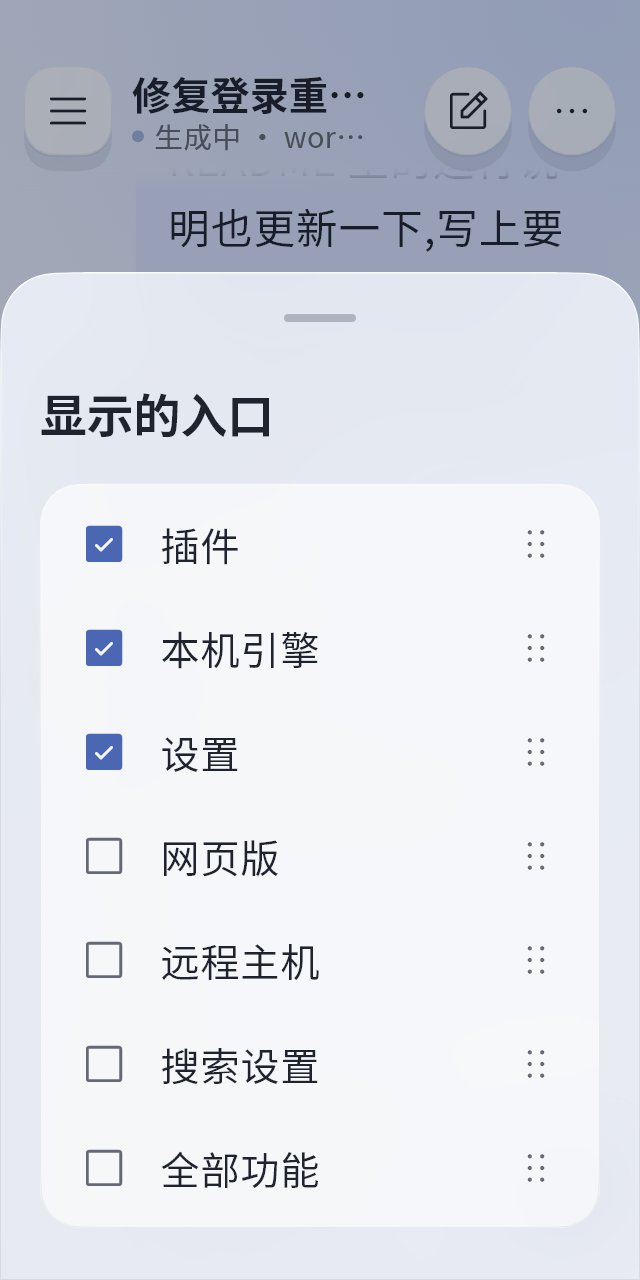 修复登录重…
生成中 • wor…
明也更新一下,写上要
显示的入口
插件
本机引擎
设置
网页版
远程主机
搜索设置
全部功能